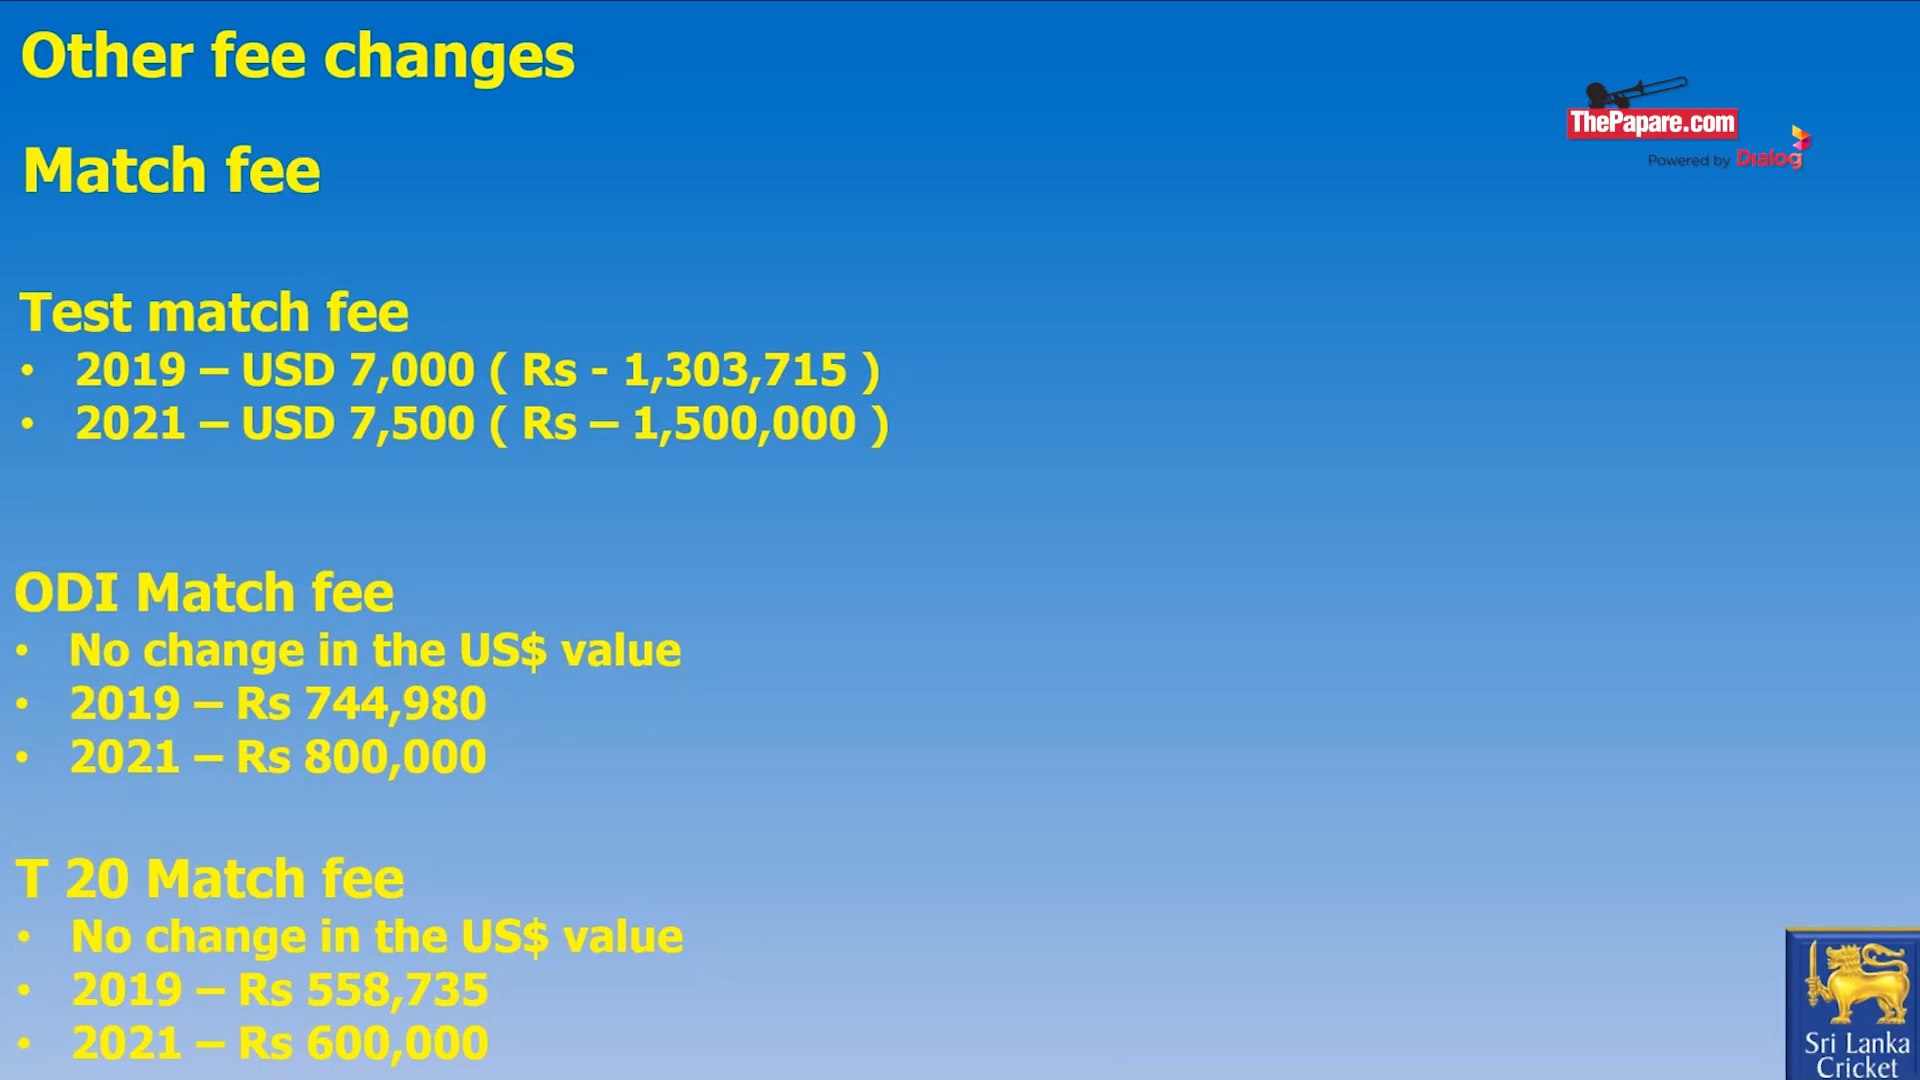 Other fee changes
ThePapare.com
Powered by Dialog
Match fee
Test match fee
• 2019 – USD 7,000 ( Rs - 1,303,715 )
• 2021 – USD 7,500 ( Rs – 1,500,000 )
ODI Match fee
• No change in the US$ value
• 2019 – Rs 744,980
• 2021 – Rs 800,000
T 20 Match fee
• No change in the US$ value
• 2019 – Rs 558,735
• 2021 – Rs 600,000
Sri Lanka
Cricket